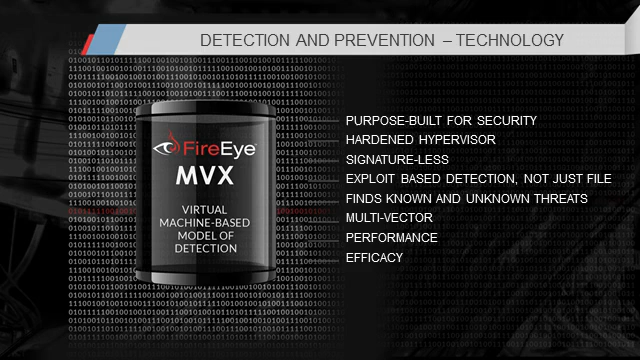 DETECTION AND PREVENTION – TECHNOLOGY
FireEye™
MVX
VIRTUAL
MACHINE-BASED
MODEL OF
DETECTION
PURPOSE-BUILT FOR SECURITY
HARDENED HYPERVISOR
SIGNATURE-LESS
EXPLOIT BASED DETECTION, NOT JUST FILE
FINDS KNOWN AND UNKNOWN THREATS
MULTI-VECTOR
PERFORMANCE
EFFICACY